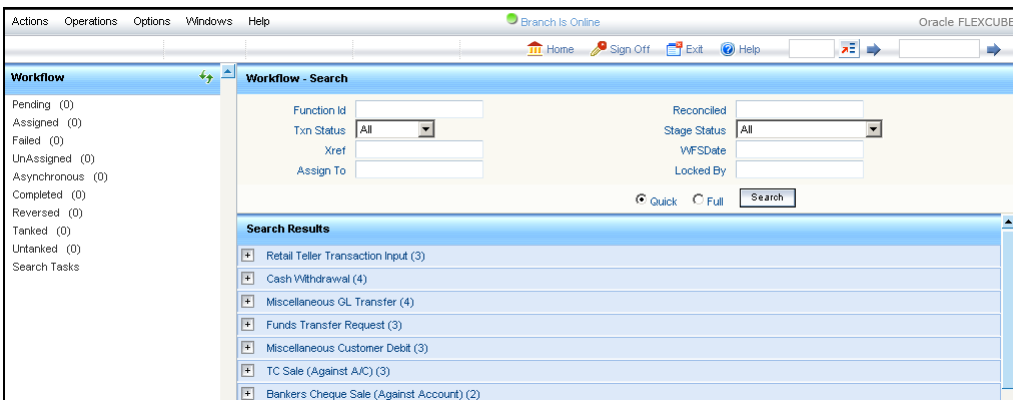 Actions Operations Options Windows Help Branch Is Online Oracle FLEXCUBE
Home Sign Off Exit Help
Workflow
Pending (0)
Assigned (0)
Failed (0)
UnAssigned (0)
Asynchronous (0)
Completed (0)
Reversed (0)
Tanked (0)
Untanked (0)
Search Tasks
Workflow - Search
Function Id Reconciled
Txn Status All Stage Status All
Xref WFSDate
Assign To Locked By
Quick Full Search
Search Results
Retail Teller Transaction Input (3)
Cash Withdrawal (4)
Miscellaneous GL Transfer (4)
Funds Transfer Request (3)
Miscellaneous Customer Debit (3)
TC Sale (Against A/C) (3)
Bankers Cheque Sale (Against Account) (2)